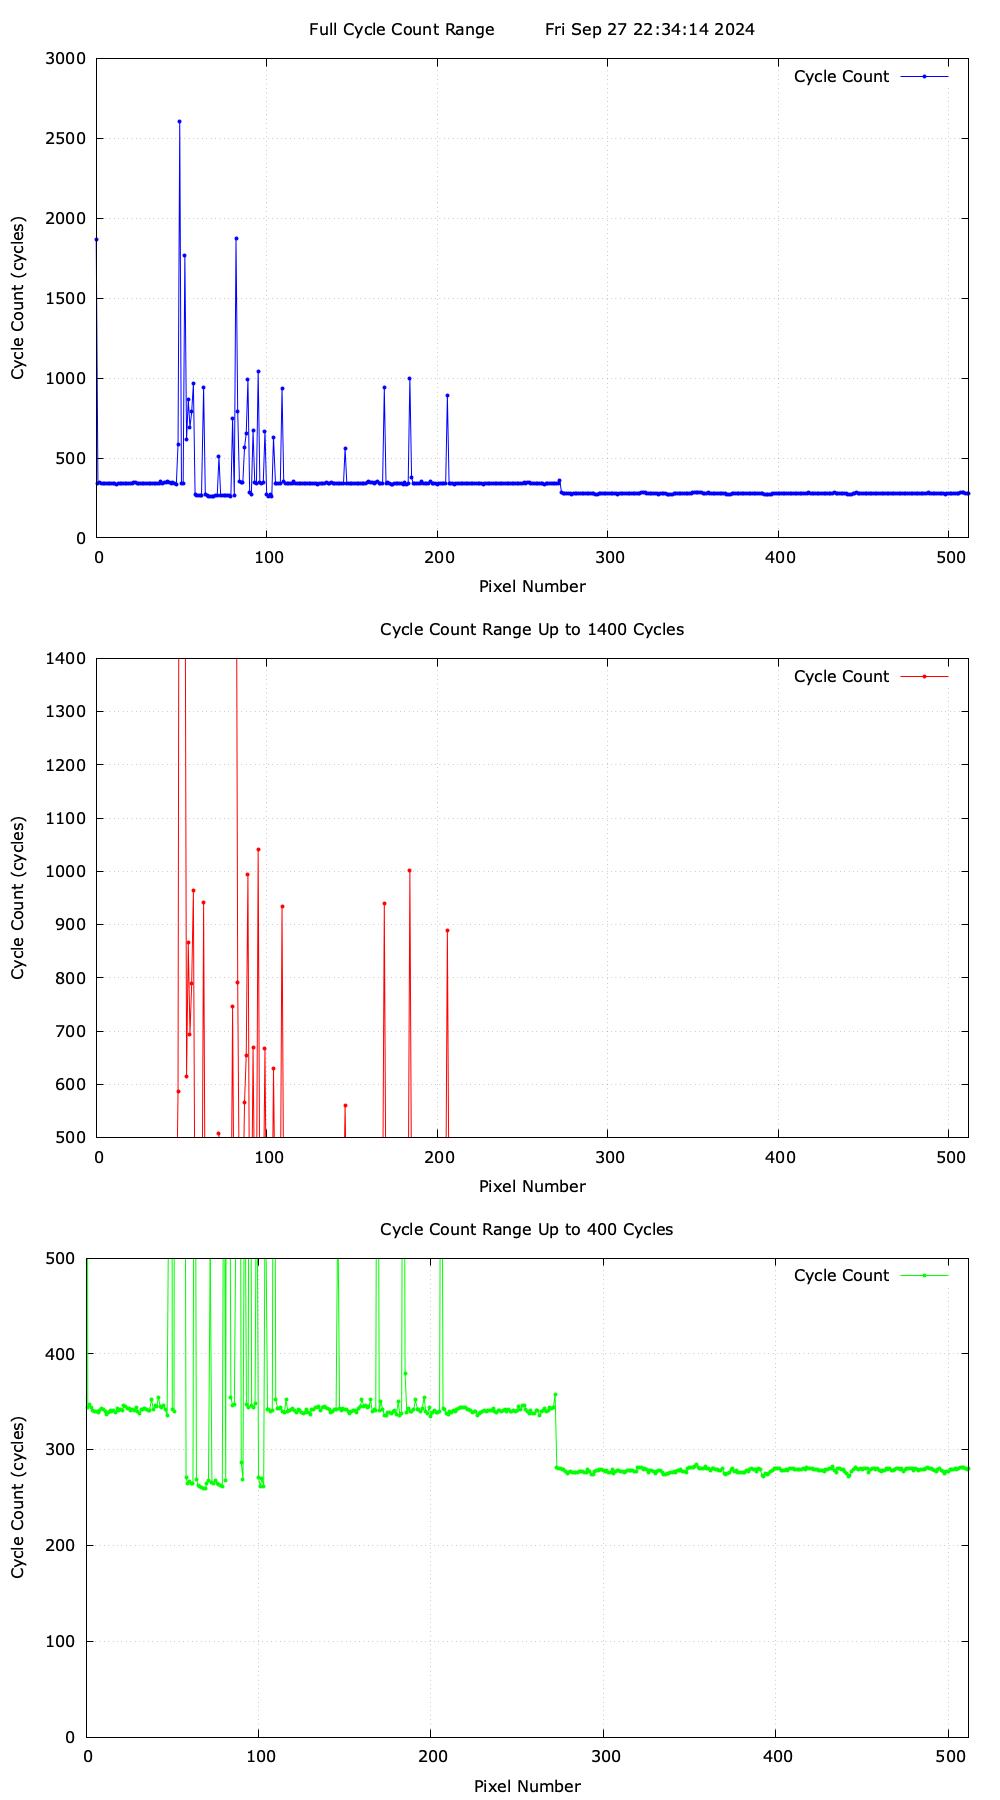 Full Cycle Count Range Fri Sep 27 22:34:14 2024
3000
Cycle Count
2500
2000
1500
1000
500
0
Cycle Count (cycles)
0 100 200 300 400 500
Pixel Number
Cycle Count Range Up to 1400 Cycles
1400
Cycle Count
1300
1200
1100
1000
900
800
700
600
500
Cycle Count (cycles)
0 100 200 300 400 500
Pixel Number
Cycle Count Range Up to 400 Cycles
500
Cycle Count
400
300
200
100
0
Cycle Count (cycles)
0 100 200 300 400 500
Pixel Number